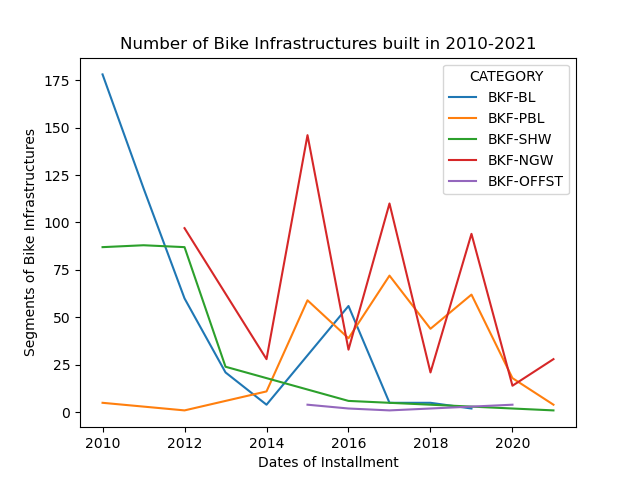 Number of Bike Infrastructures built in 2010-2021
CATEGORY
BKF-BL
BKF-PBL
BKF-SHW
BKF-NGW
BKF-OFFST
Segments of Bike Infrastructures
175
150
125
100
75
50
25
0
2010 2012 2014 2016 2018 2020
Dates of Installment